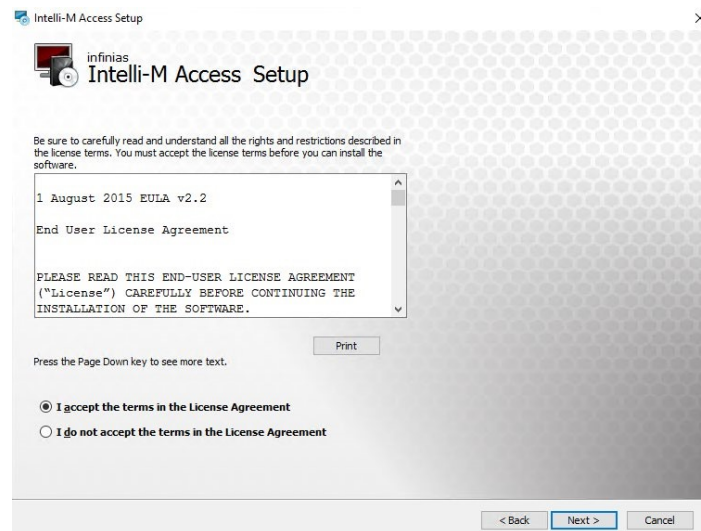 Intelli-M Access Setup
infinias
Intelli-M Access Setup
Be sure to carefully read and understand all the rights and restrictions described in
the license terms. You must accept the license terms before you can install the
software.
1 August 2015 EULA v2.2
End User License Agreement
PLEASE READ THIS END-USER LICENSE AGREEMENT
(“License”) CAREFULLY BEFORE CONTINUING THE
INSTALLATION OF THE SOFTWARE.
Print
Press the Page Down key to see more text.
I accept the terms in the License Agreement
I do not accept the terms in the License Agreement
< Back Next > Cancel